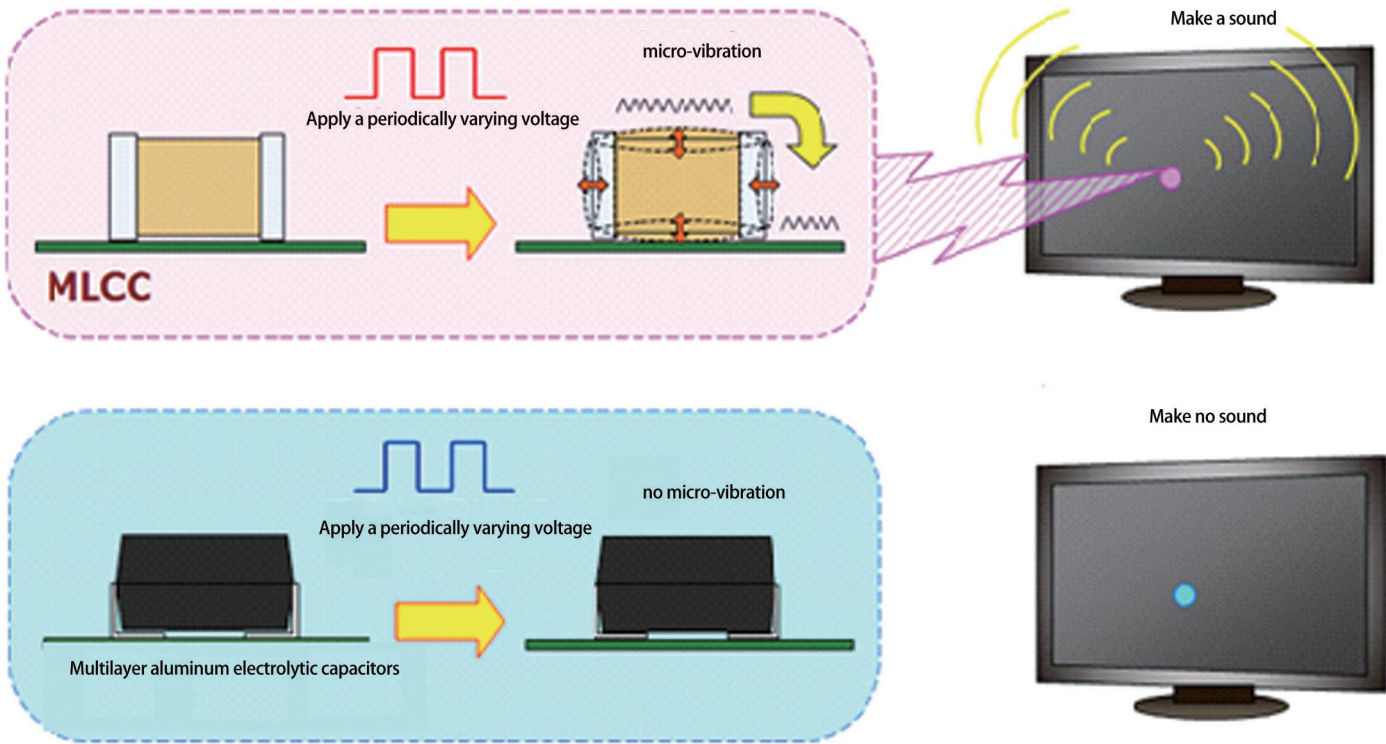 Make a sound
micro-vibration
Apply a periodically varying voltage
MLCC
Make no sound
no micro-vibration
Apply a periodically varying voltage
Multilayer aluminum electrolytic capacitors